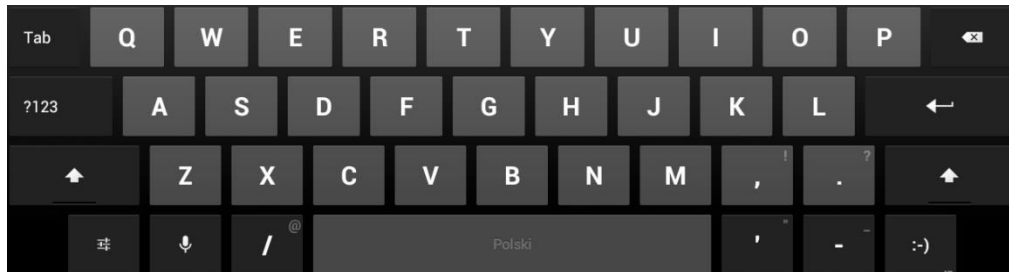 Tab Q W E R T Y U I O P
?123 A S D F G H J K L
Z X C V B N M , ! . ?
/ @ Polski ' " - _ :-)